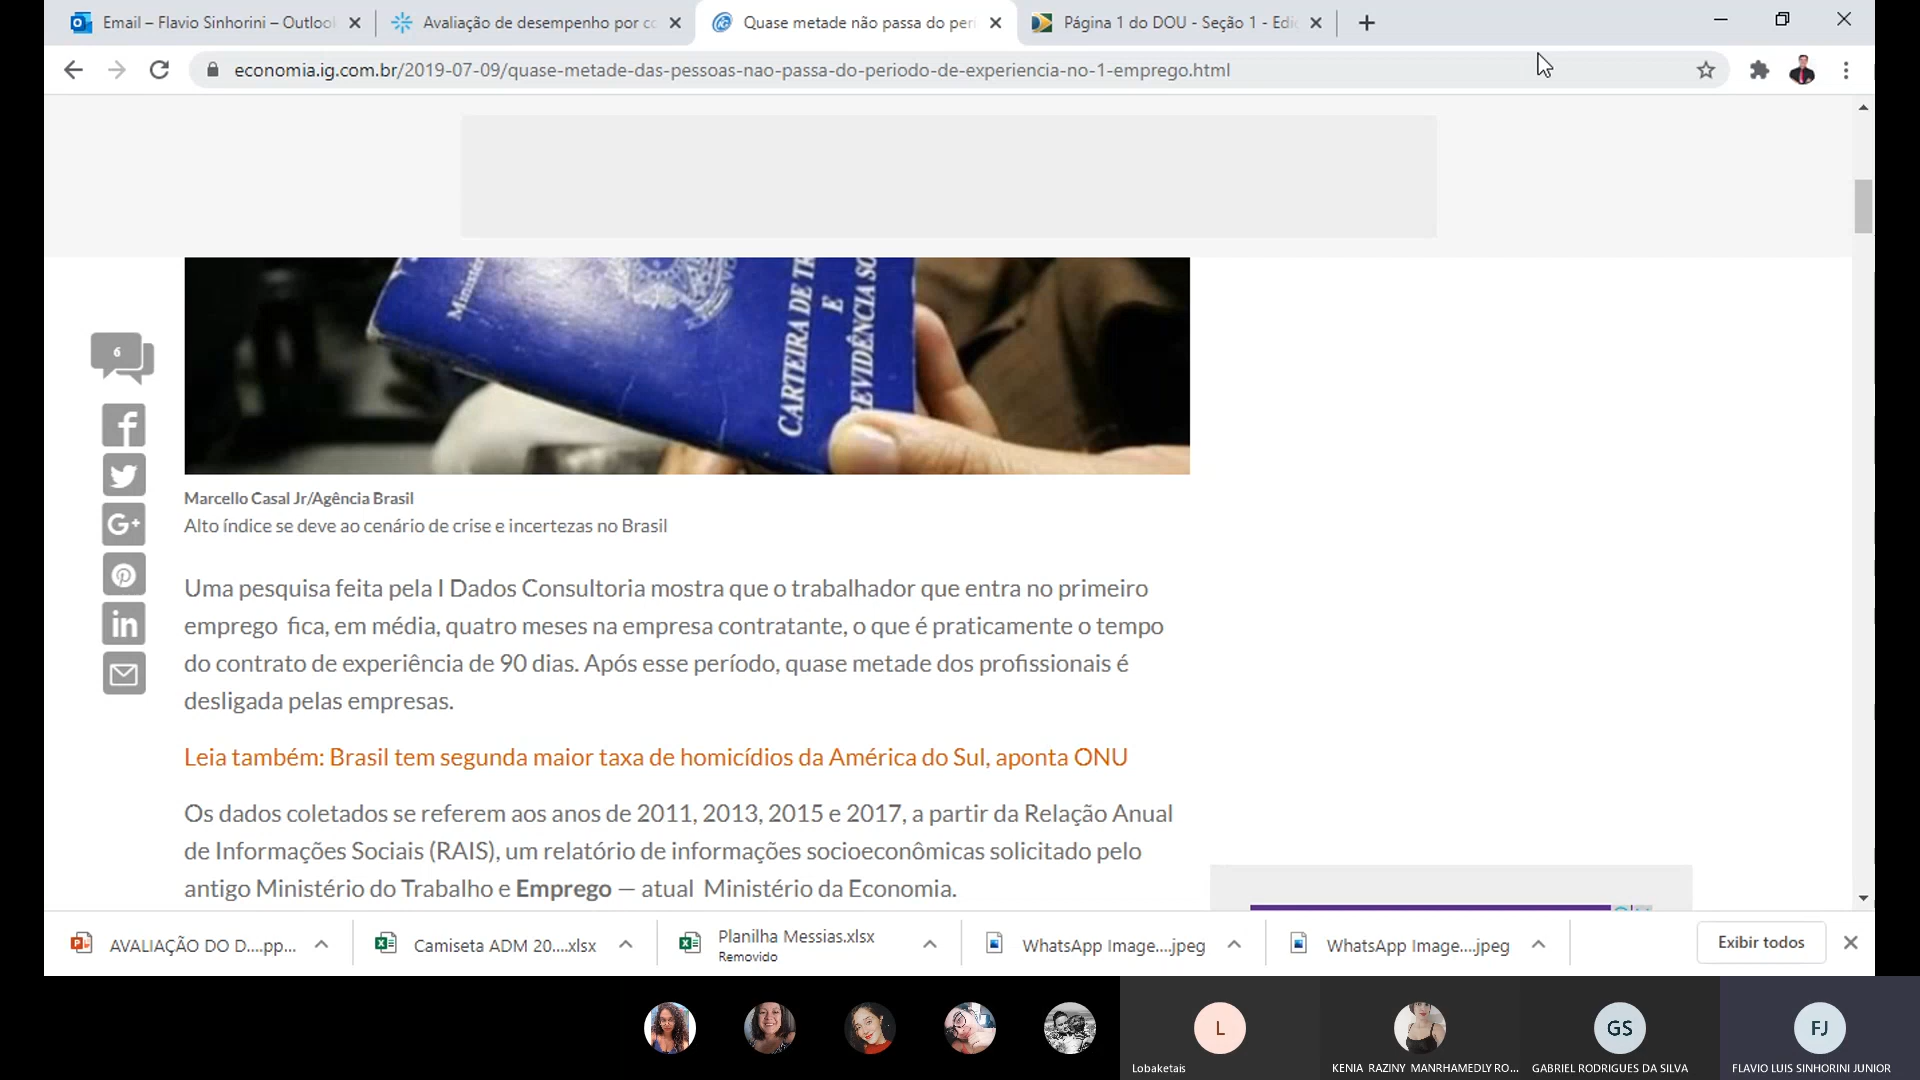 Email – Flavio Sinhorini – Outlook
Avaliação de desempenho por co
Quase metade não passa do per
Página 1 do DOU - Seção 1 - Edi
economia.ig.com.br/2019-07-09/quase-metade-das-pessoas-nao-passa-do-periodo-de-experiencia-no-1-emprego.html
CARTEIRA DE TR
E
REVIDÊNCIA SO
6
Marcello Casal Jr/Agência Brasil
Alto índice se deve ao cenário de crise e incertezas no Brasil
Uma pesquisa feita pela I Dados Consultoria mostra que o trabalhador que entra no primeiro
emprego fica, em média, quatro meses na empresa contratante, o que é praticamente o tempo
do contrato de experiência de 90 dias. Após esse período, quase metade dos profissionais é
desligada pelas empresas.
Leia também: Brasil tem segunda maior taxa de homicídios da América do Sul, aponta ONU
Os dados coletados se referem aos anos de 2011, 2013, 2015 e 2017, a partir da Relação Anual
de Informações Sociais (RAIS), um relatório de informações socioeconômicas solicitado pelo
antigo Ministério do Trabalho e Emprego — atual Ministério da Economia.
AVALIAÇÃO DO D....pp...
Camiseta ADM 20....xlsx
Planilha Messias.xlsx
Removido
WhatsApp Image....jpeg
WhatsApp Image....jpeg
Exibir todos
L
GS
FJ
Lobaketais
KENIA RAZINY MANRHAMEDLY RO...
GABRIEL RODRIGUES DA SILVA
FLAVIO LUIS SINHORINI JUNIOR